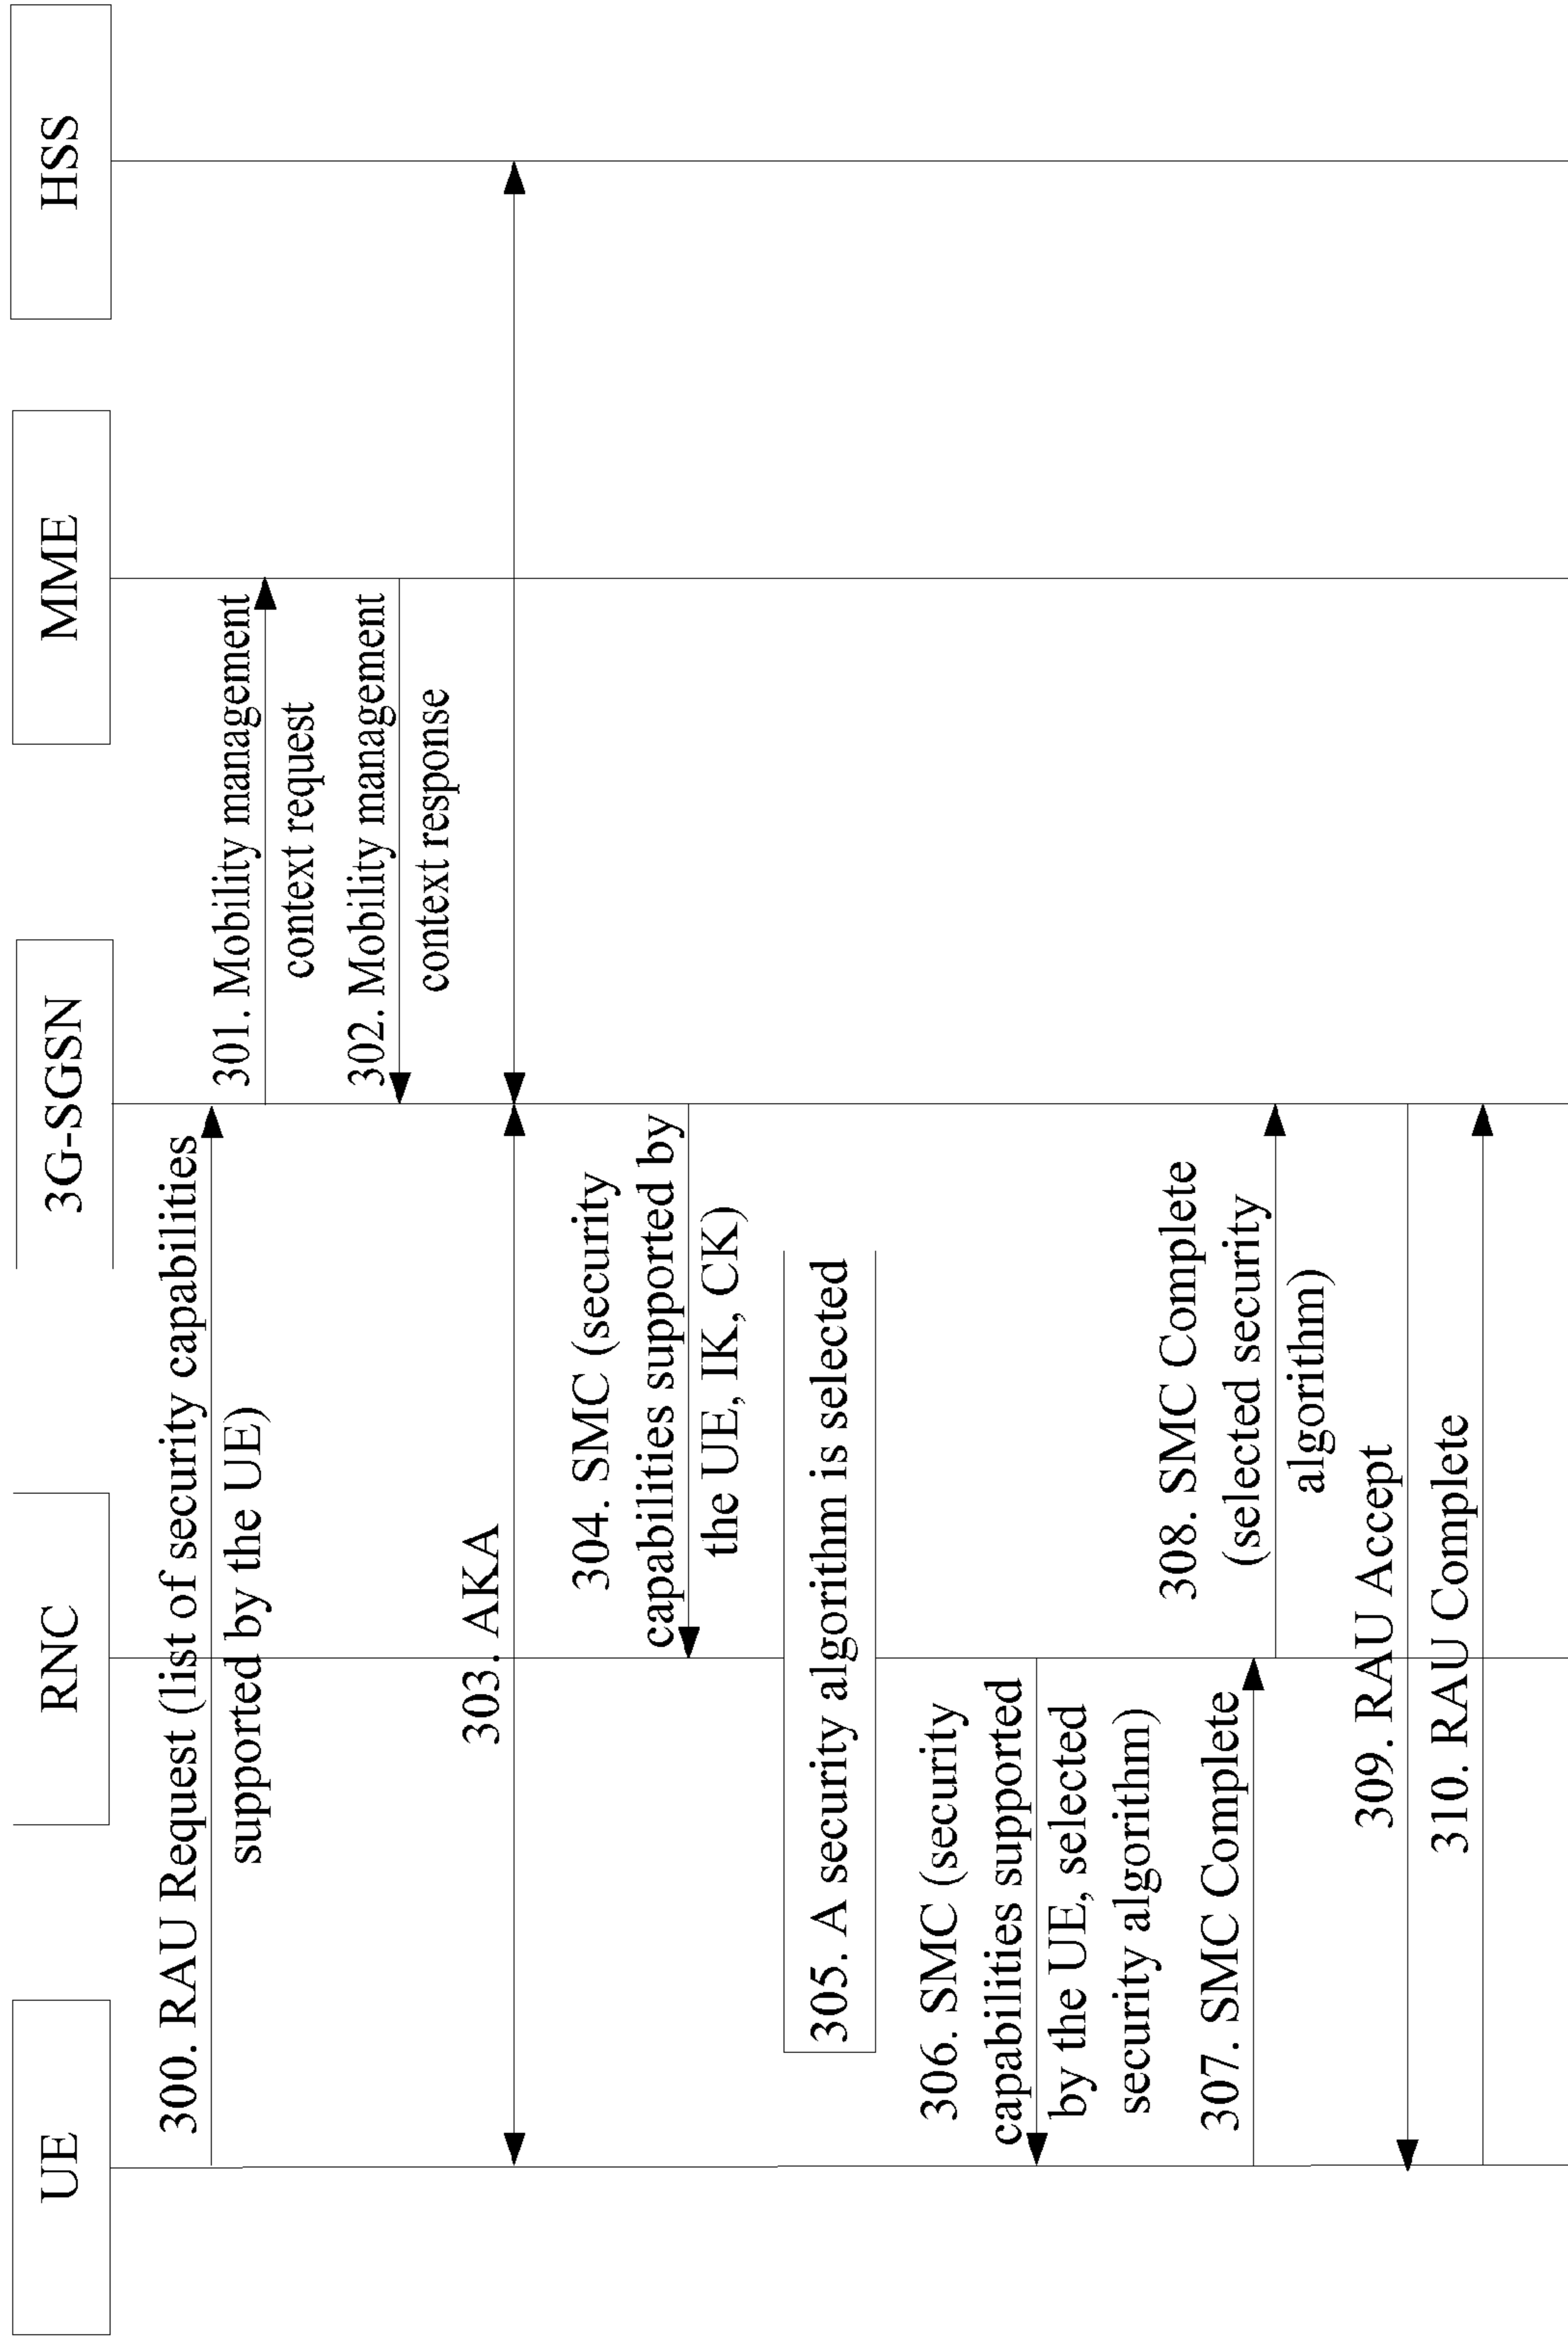 UE
RNC
3G-SGSN
MME
HSS
300. RAU Request (list of security capabilities
supported by the UE)
301. Mobility management
context request
302. Mobility management
context response
303. AKA
304. SMC (security
capabilities supported by
the UE, IK, CK)
305. A security algorithm is selected
306. SMC (security
capabilities supported
by the UE, selected
security algorithm)
307. SMC Complete
308. SMC Complete
(selected security
algorithm)
309. RAU Accept
310. RAU Complete